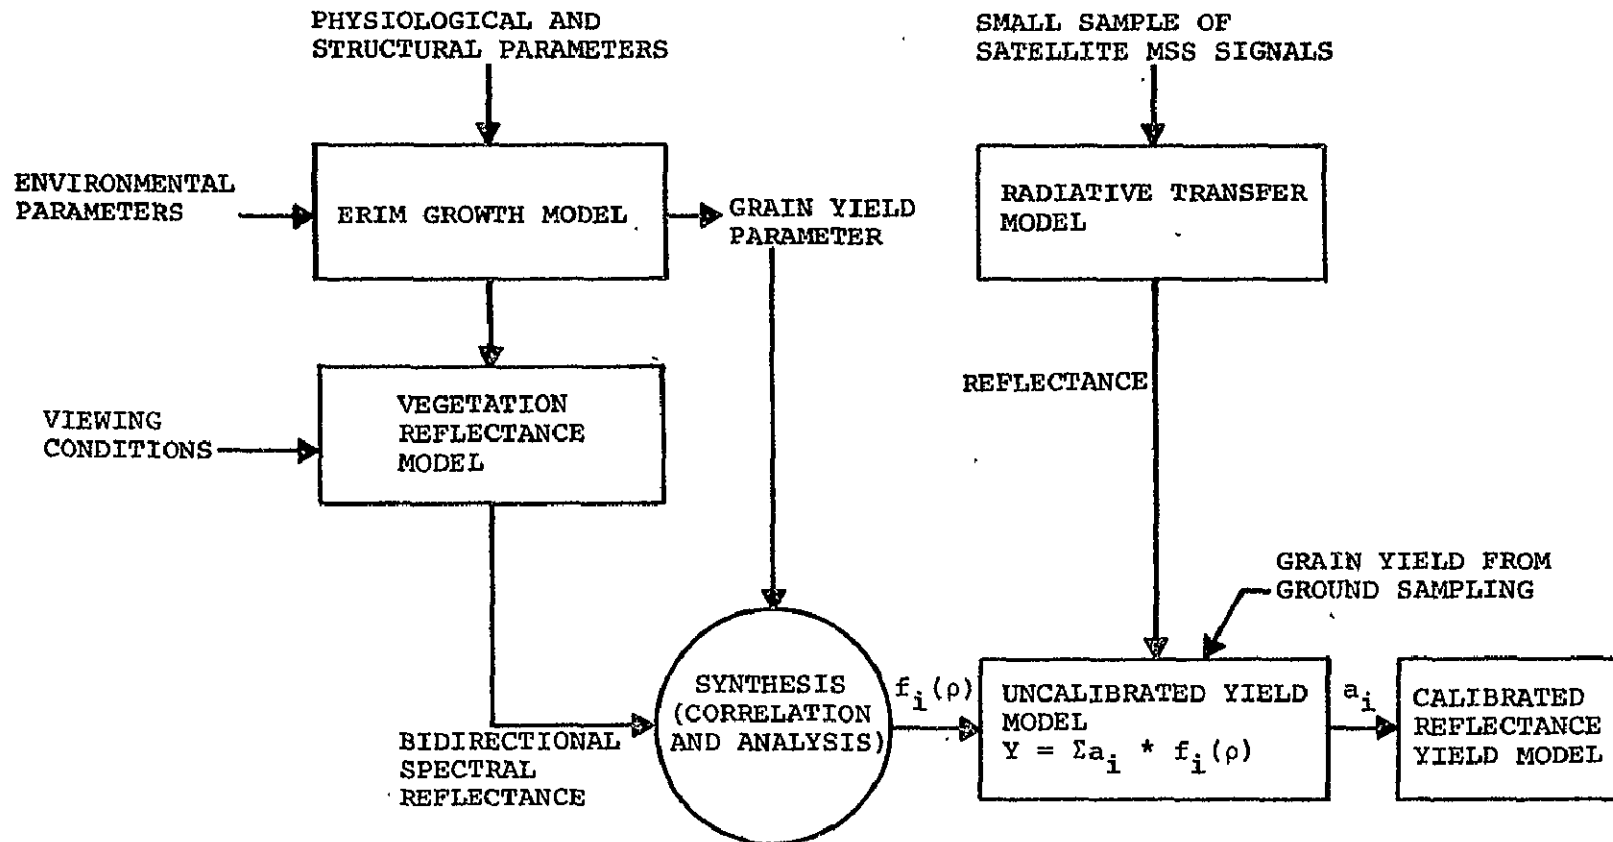 PHYSIOLOGICAL AND
STRUCTURAL PARAMETERS
SMALL SAMPLE OF
SATELLITE MSS SIGNALS
ENVIRONMENTAL
PARAMETERS
ERIM GROWTH MODEL
GRAIN YIELD
PARAMETER
RADIATIVE TRANSFER
MODEL
VIEWING
CONDITIONS
VEGETATION
REFLECTANCE
MODEL
REFLECTANCE
GRAIN YIELD FROM
GROUND SAMPLING
BIDIRECTIONAL
SPECTRAL
REFLECTANCE
SYNTHESIS
(CORRELATION
AND ANALYSIS)
f_i(ρ)
UNCALIBRATED YIELD
MODEL
Y = Σa_i * f_i(ρ)
a_i
CALIBRATED
REFLECTANCE
YIELD MODEL